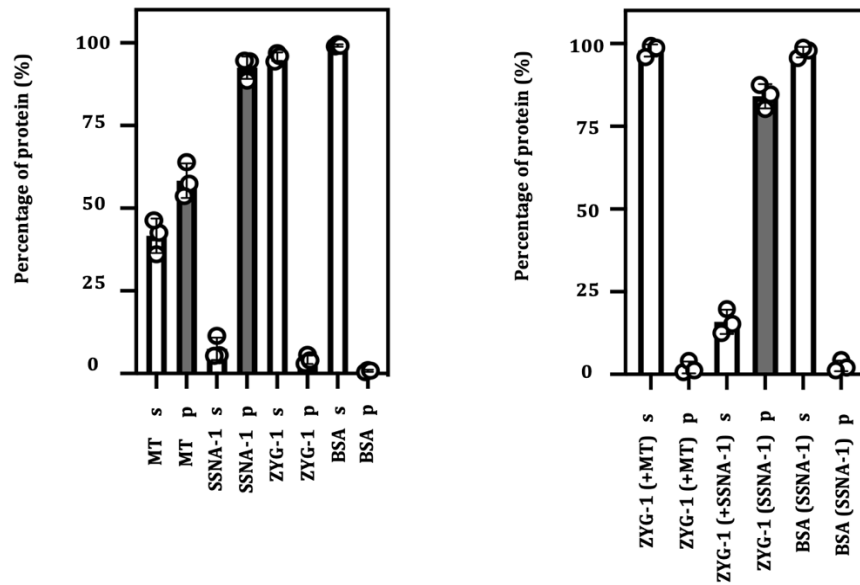 Percentage of protein (%)
100
75
50
25
0
MT s
MT p
SSNA-1 s
SSNA-1 p
ZYG-1 s
ZYG-1 p
BSA s
BSA p
Percentage of protein (%)
100
75
50
25
0
ZYG-1 (+MT) s
ZYG-1 (+MT) p
ZYG-1 (+SSNA-1) s
ZYG-1 (SSNA-1) p
BSA (SSNA-1) s
BSA (SSNA-1) p